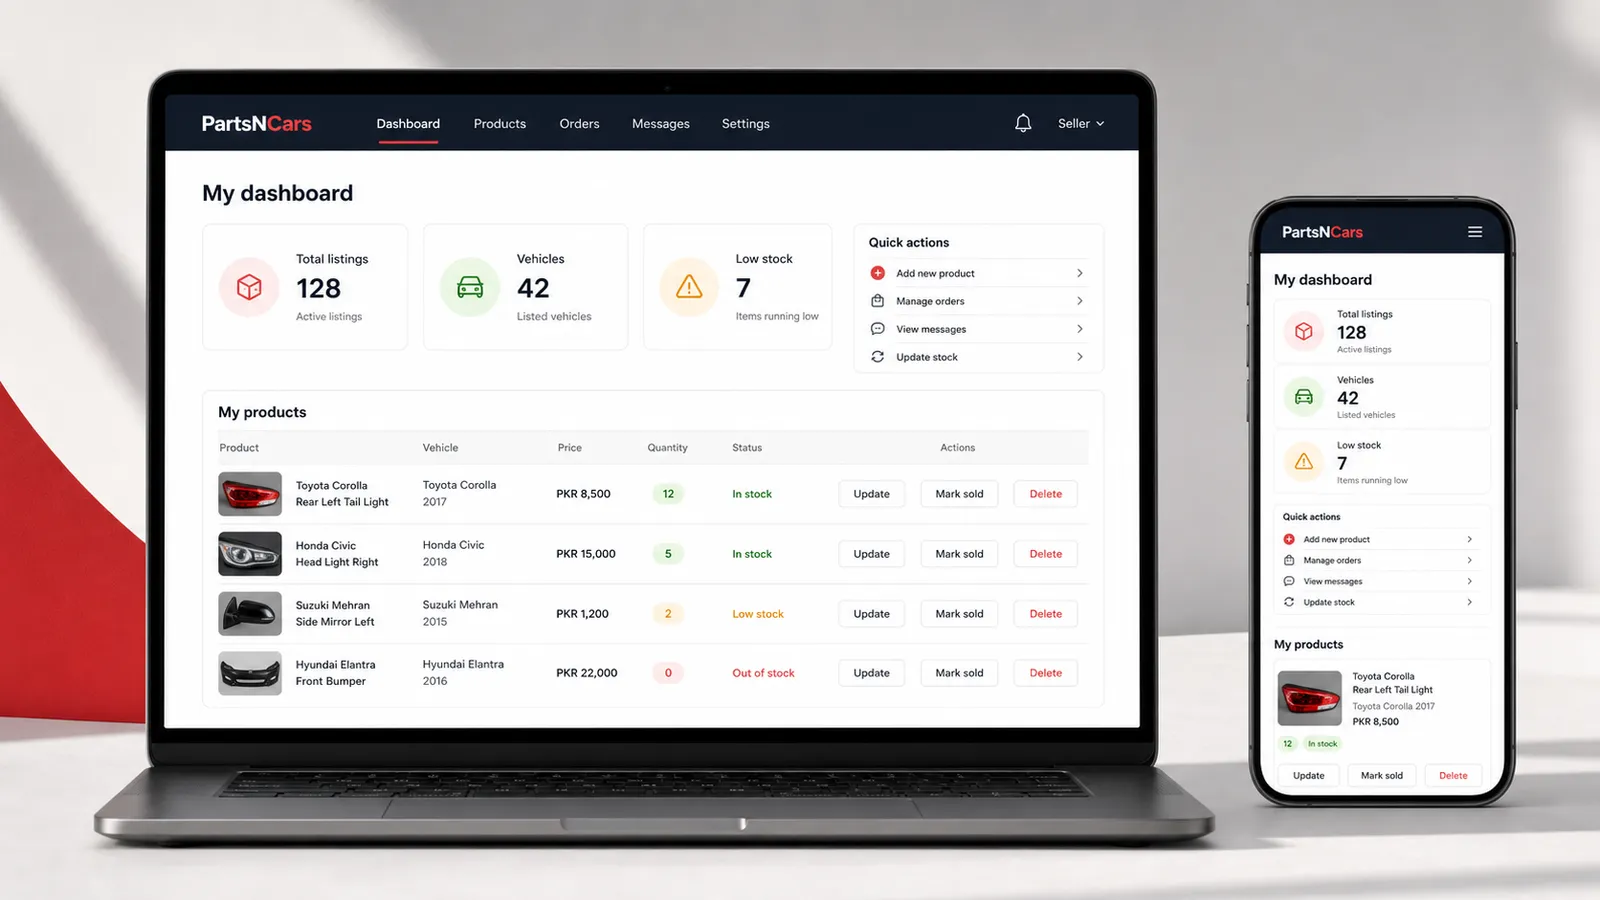 PartsNCars
Dashboard
Products
Orders
Messages
Settings
Seller
My dashboard
Total listings
128
Active listings
Vehicles
42
Listed vehicles
Low stock
7
Items running low
Quick actions
Add new product
Manage orders
View messages
Update stock
My products
Product Vehicle Price Quantity Status Actions
Toyota Corolla
Rear Left Tail Light
Toyota Corolla
2017
PKR 8,500
12
In stock
Update
Mark sold
Delete
Honda Civic
Head Light Right
Honda Civic
2018
PKR 15,000
5
In stock
Update
Mark sold
Delete
Suzuki Mehran
Side Mirror Left
Suzuki Mehran
2015
PKR 1,200
2
Low stock
Update
Mark sold
Delete
Hyundai Elantra
Front Bumper
Hyundai Elantra
2016
PKR 22,000
0
Out of stock
Update
Mark sold
Delete
PartsNCars
My dashboard
Total listings
128
Active listings
Vehicles
42
Listed vehicles
Low stock
7
Items running low
Quick actions
Add new product
Manage orders
View messages
Update stock
My products
Toyota Corolla
Rear Left Tail Light
Toyota Corolla 2017
PKR 8,500
12
In stock
Update
Mark sold
Delete